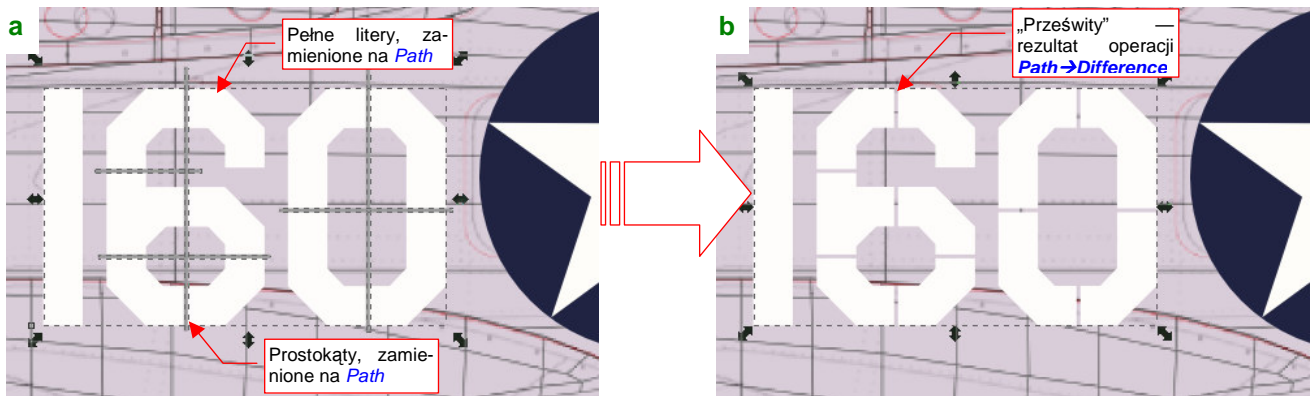 a
Pełne litery, za-
mienione na Path
160
Prostokąty, zamie-
nione na Path
b
„Prześwity” —
rezultat operacji
Path→Difference
160